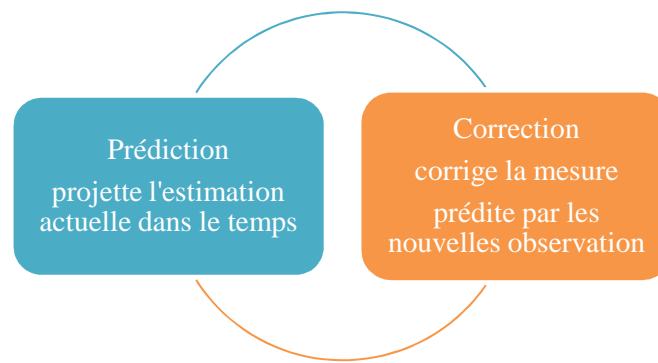 Prédiction
projette l'estimation
actuelle dans le temps
Correction
corrige la mesure
prédite par les
nouvelles observation